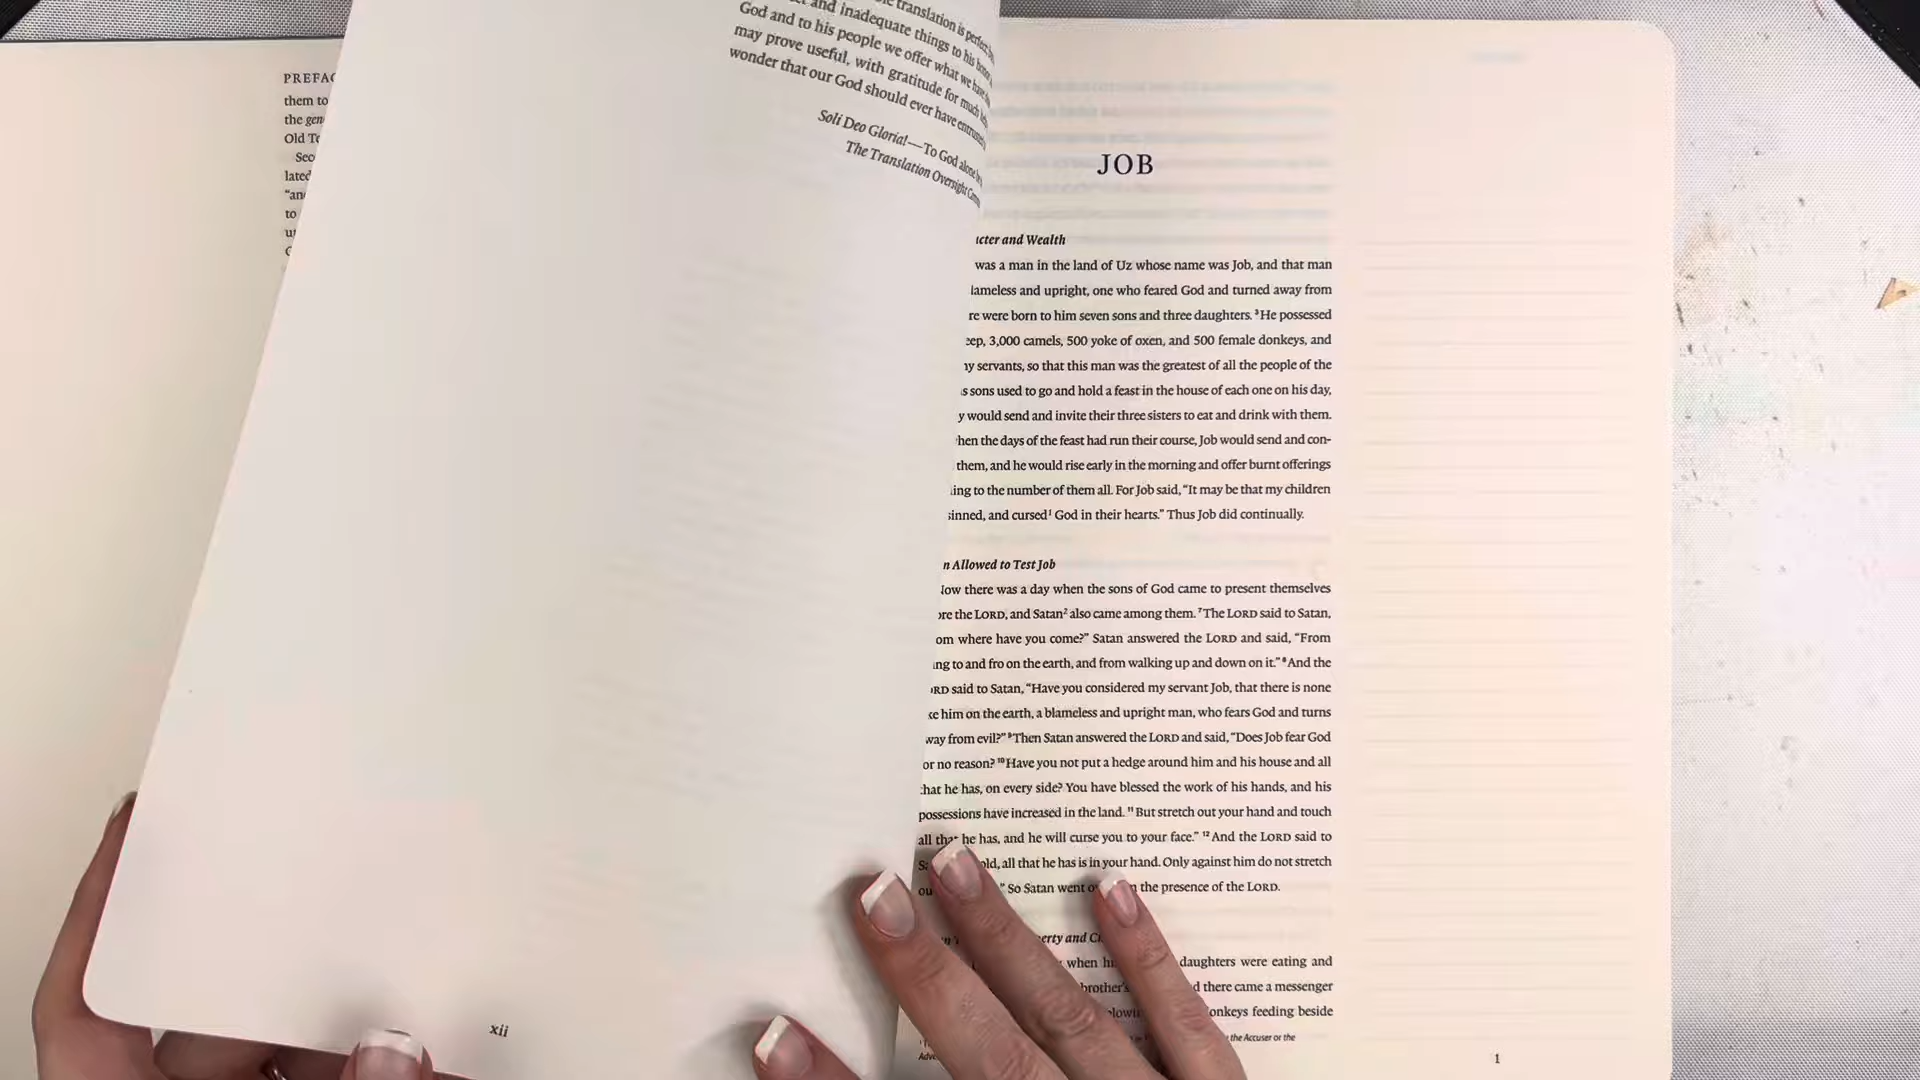 PREFAC
them to
the gen
Old Te
Sec
lated
"an
to
translation is perfect
and inadequate things to his
God and to his people we offer what we have
may prove useful, with gratitude for much
wonder that our God should ever have
Soli Deo Gloria!—To God alone
The Translation Oversight
xii
JOB
cter and Wealth
was a man in the land of Uz whose name was Job, and that man
lameless and upright, one who feared God and turned away from
re were born to him seven sons and three daughters. ³He possessed
eep, 3,000 camels, 500 yoke of oxen, and 500 female donkeys, and
ny servants, so that this man was the greatest of all the people of the
s sons used to go and hold a feast in the house of each one on his day,
y would send and invite their three sisters to eat and drink with them.
hen the days of the feast had run their course, Job would send and con-
them, and he would rise early in the morning and offer burnt offerings
ing to the number of them all. For Job said, “It may be that my children
sinned, and cursed¹ God in their hearts.” Thus Job did continually.
n Allowed to Test Job
Now there was a day when the sons of God came to present themselves
ore the LORD, and Satan² also came among them. ⁷The LORD said to Satan,
om where have you come?” Satan answered the LORD and said, “From
ng to and fro on the earth, and from walking up and down on it.” ⁸And the
RD said to Satan, “Have you considered my servant Job, that there is none
ke him on the earth, a blameless and upright man, who fears God and turns
way from evil?” ⁹Then Satan answered the LORD and said, “Does Job fear God
or no reason? ¹⁰Have you not put a hedge around him and his house and all
that he has, on every side? You have blessed the work of his hands, and his
possessions have increased in the land. ¹¹But stretch out your hand and touch
all that he has, and he will curse you to your face.” ¹²And the LORD said to
old, all that he has is in your hand. Only against him do not stretch
ou ” So Satan went o n the presence of the LORD.
erty and C
when hi daughters were eating and
brother's d there came a messenger
plowi onkeys feeding beside
the Accuser or the
Adve
1